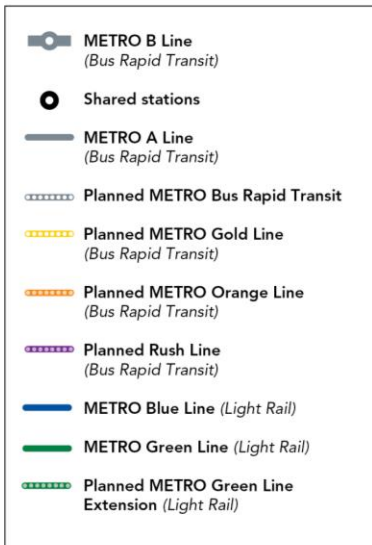 METRO B Line
(Bus Rapid Transit)
Shared stations
METRO A Line
(Bus Rapid Transit)
Planned METRO Bus Rapid Transit
Planned METRO Gold Line
(Bus Rapid Transit)
Planned METRO Orange Line
(Bus Rapid Transit)
Planned Rush Line
(Bus Rapid Transit)
METRO Blue Line (Light Rail)
METRO Green Line (Light Rail)
Planned METRO Green Line
Extension (Light Rail)